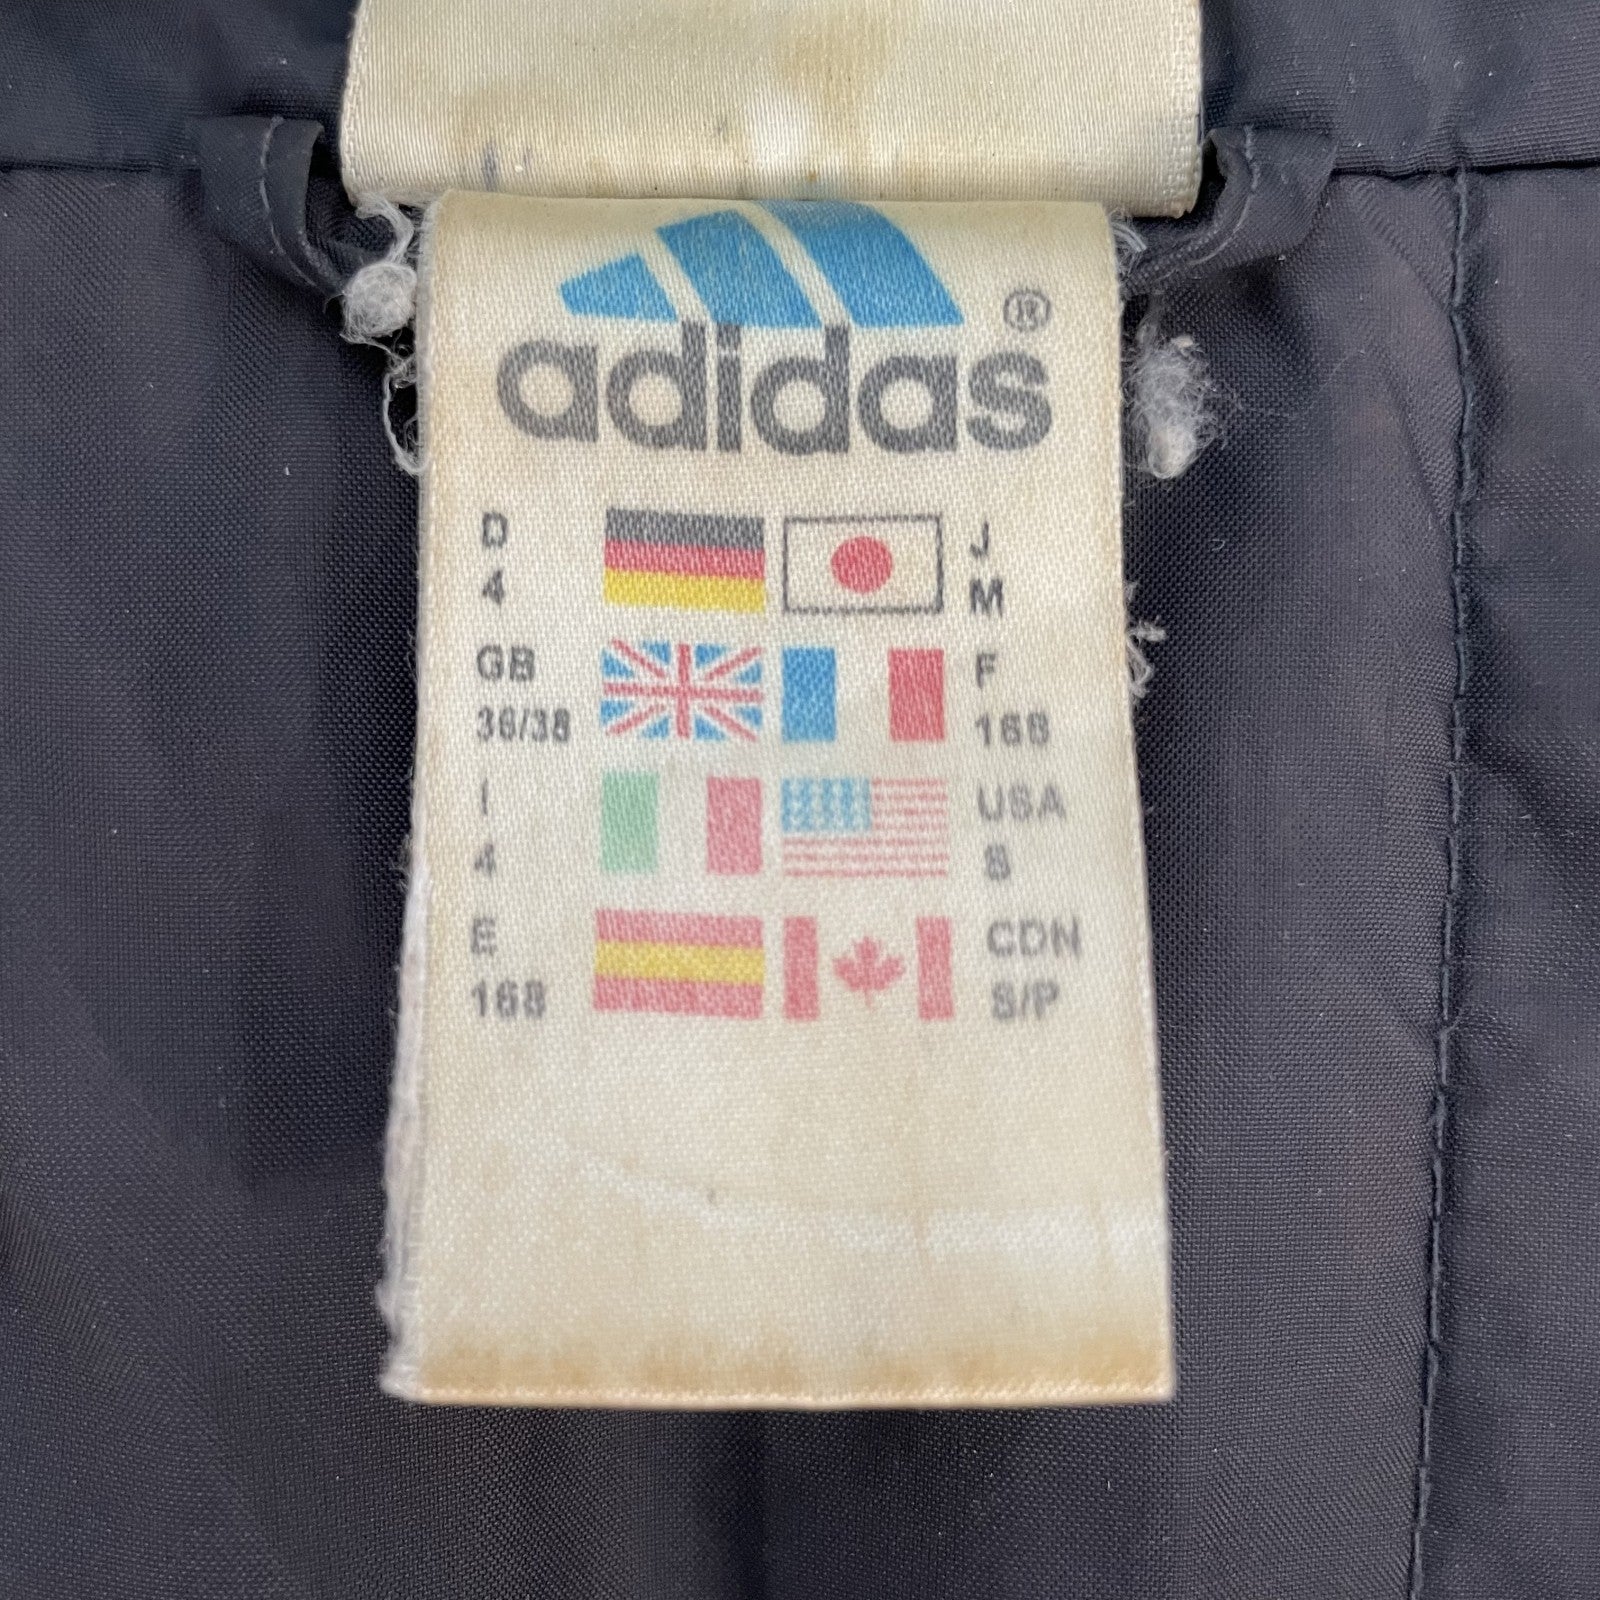 adidas ®
D J
4 M
GB F
36/38 168
I USA
4 S
E CDN
168 S/P